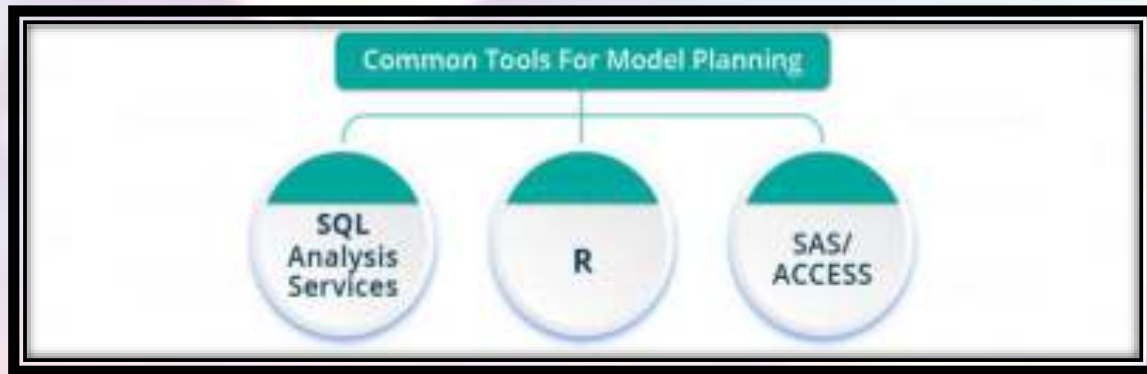 Common Tools For Model Planning
SQL
Analysis
Services
R
SAS/
ACCESS